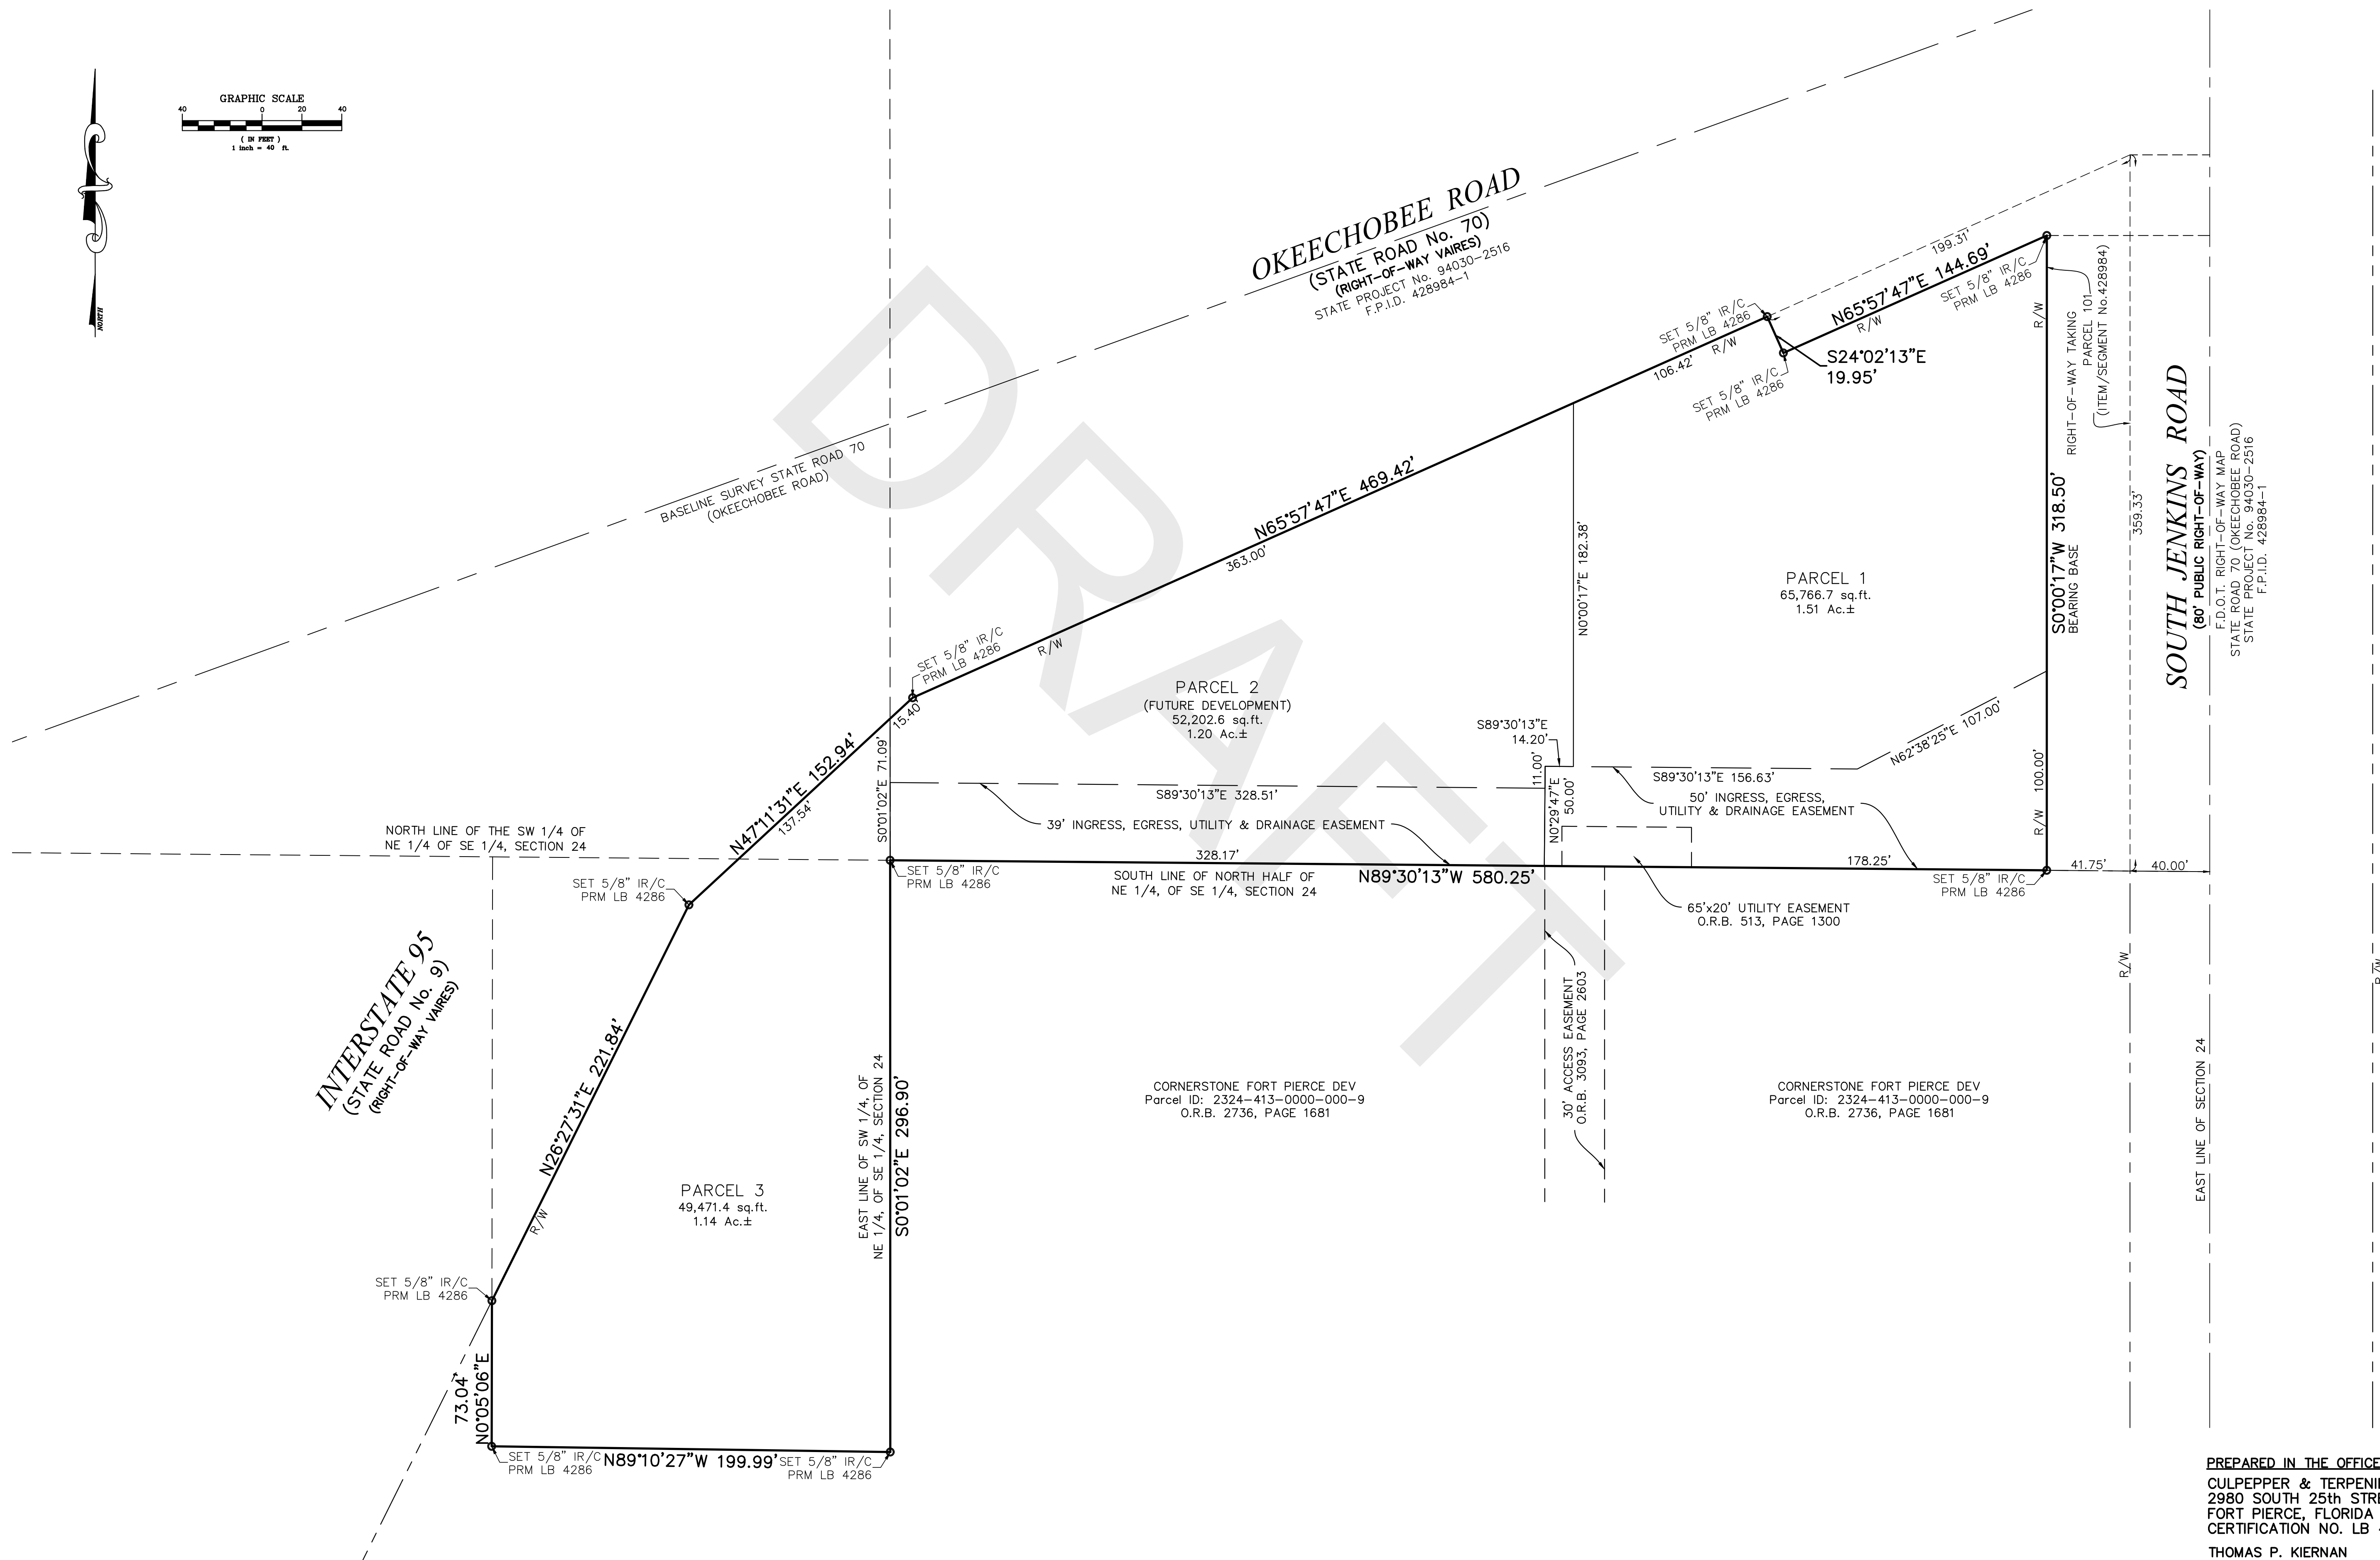 GRAPHIC SCALE
40 0 20 40
( IN FEET )
1 inch = 40 ft.
NORTH
OKEECHOBEE ROAD
(STATE ROAD No. 70)
(RIGHT-OF-WAY VAIRES)
STATE PROJECT No. 94030-2516
F.P.I.D. 428984-1
BASELINE SURVEY STATE ROAD 70
(OKEECHOBEE ROAD)
199.31'
N65°57'47"E 144.69'
R/W
SET 5/8" IR/C
PRM LB 4286
SET 5/8" IR/C
PRM LB 4286
R/W
106.42'
SET 5/8" IR/C
PRM LB 4286
S24°02'13"E
19.95'
R/W
RIGHT-OF-WAY TAKING
PARCEL 101
(ITEM/SEGMENT No.428984)
SOUTH JENKINS ROAD
(80' PUBLIC RIGHT-OF-WAY)
F.D.O.T. RIGHT-OF-WAY MAP
STATE ROAD 70 (OKEECHOBEE ROAD)
STATE PROJECT No. 94030-2516
F.P.I.D. 428984-1
359.33'
S0°00'17"W 318.50'
BEARING BASE
N65°57'47"E 469.42'
363.00'
N0°00'17"E 182.38'
PARCEL 1
65,766.7 sq.ft.
1.51 Ac.±
SET 5/8" IR/C
PRM LB 4286
R/W
PARCEL 2
(FUTURE DEVELOPMENT)
52,202.6 sq.ft.
1.20 Ac.±
15.40'
S0°01'02"E 71.09'
N47°11'31"E 152.94'
137.54'
S89°30'13"E
14.20'
11.00'
N0°29'47"E
50.00'
N62°38'25"E 107.00'
S89°30'13"E 156.63'
R/W 100.00'
S89°30'13"E 328.51'
39' INGRESS, EGRESS, UTILITY & DRAINAGE EASEMENT
50' INGRESS, EGRESS,
UTILITY & DRAINAGE EASEMENT
NORTH LINE OF THE SW 1/4 OF
NE 1/4 OF SE 1/4, SECTION 24
328.17'
178.25'
41.75'
40.00'
SET 5/8" IR/C
PRM LB 4286
SOUTH LINE OF NORTH HALF OF
NE 1/4, OF SE 1/4, SECTION 24
N89°30'13"W 580.25'
SET 5/8" IR/C
PRM LB 4286
SET 5/8" IR/C
PRM LB 4286
65'x20' UTILITY EASEMENT
O.R.B. 513, PAGE 1300
INTERSTATE 95
(STATE ROAD No. 9)
(RIGHT-OF-WAY VAIRES)
R/W
R/W
30' ACCESS EASEMENT
O.R.B. 3093, PAGE 2603
N26°27'31"E 221.84'
R/W
EAST LINE OF SW 1/4, OF
NE 1/4, OF SE 1/4, SECTION 24
S0°01'02"E 296.90'
CORNERSTONE FORT PIERCE DEV
Parcel ID: 2324-413-0000-000-9
O.R.B. 2736, PAGE 1681
CORNERSTONE FORT PIERCE DEV
Parcel ID: 2324-413-0000-000-9
O.R.B. 2736, PAGE 1681
EAST LINE OF SECTION 24
PARCEL 3
49,471.4 sq.ft.
1.14 Ac.±
SET 5/8" IR/C
PRM LB 4286
73.04'
N0°05'06"E
SET 5/8" IR/C
PRM LB 4286
N89°10'27"W 199.99'
SET 5/8" IR/C
PRM LB 4286
DRAFT
PREPARED IN THE OFFICE
CULPEPPER & TERPENI
2980 SOUTH 25th STR
FORT PIERCE, FLORIDA
CERTIFICATION NO. LB
THOMAS P. KIERNAN